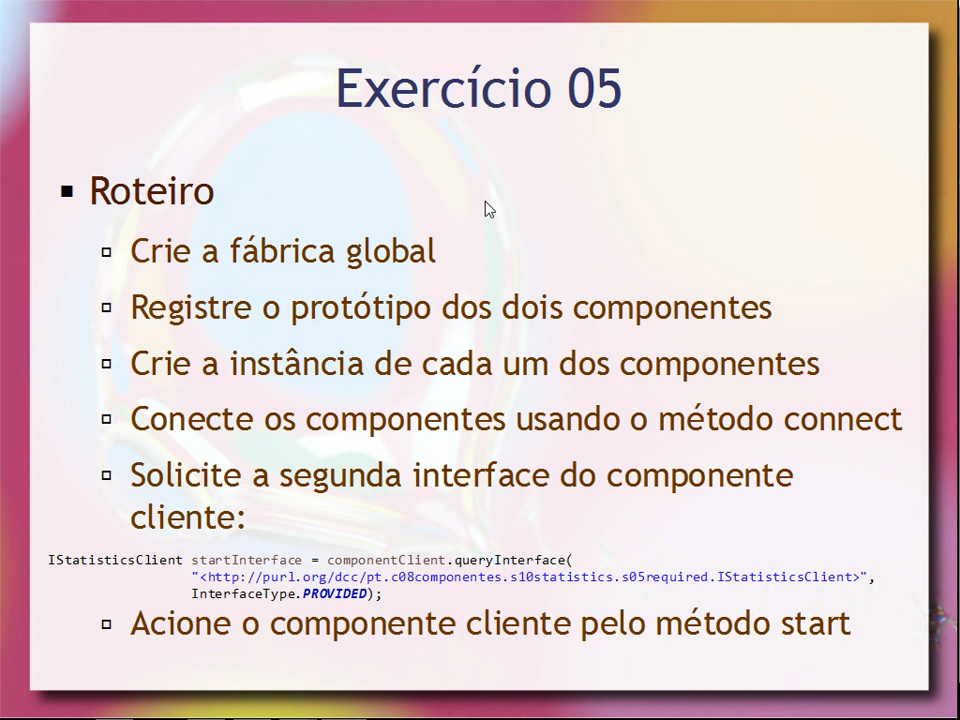 Exercício 05
Roteiro
Crie a fábrica global
Registre o protótipo dos dois componentes
Crie a instância de cada um dos componentes
Conecte os componentes usando o método connect
Solicite a segunda interface do componente
cliente:
IStatisticsClient startInterface = componentClient.queryInterface(
"<http://purl.org/dcc/pt.c08componentes.s10statistics.s05required.IStatisticsClient>",
InterfaceType.PROVIDED);
Acione o componente cliente pelo método start